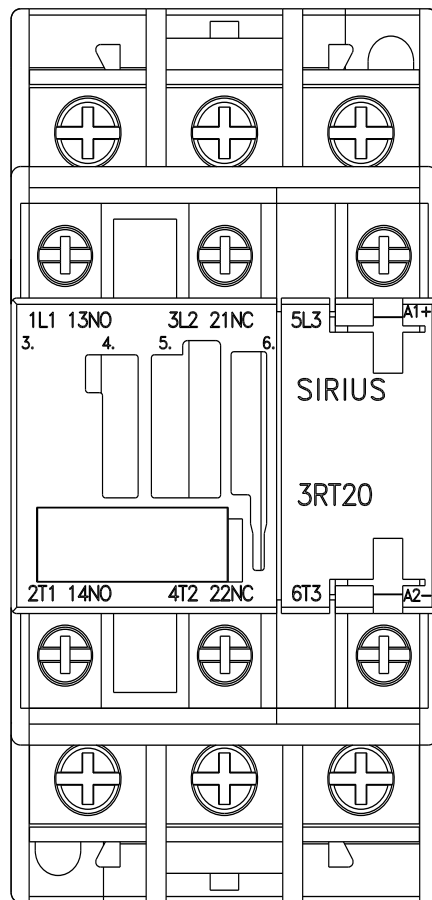 1L1 13NO 3L2 21NC 5L3 A1+
3. 4. 5. 6.
SIRIUS
3RT20
2T1 14NO 4T2 22NC 6T3 A2-